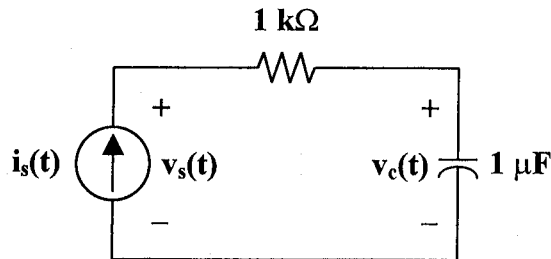 1 kΩ
+ +
i_s(t) v_s(t) v_c(t) 1 μF
− −